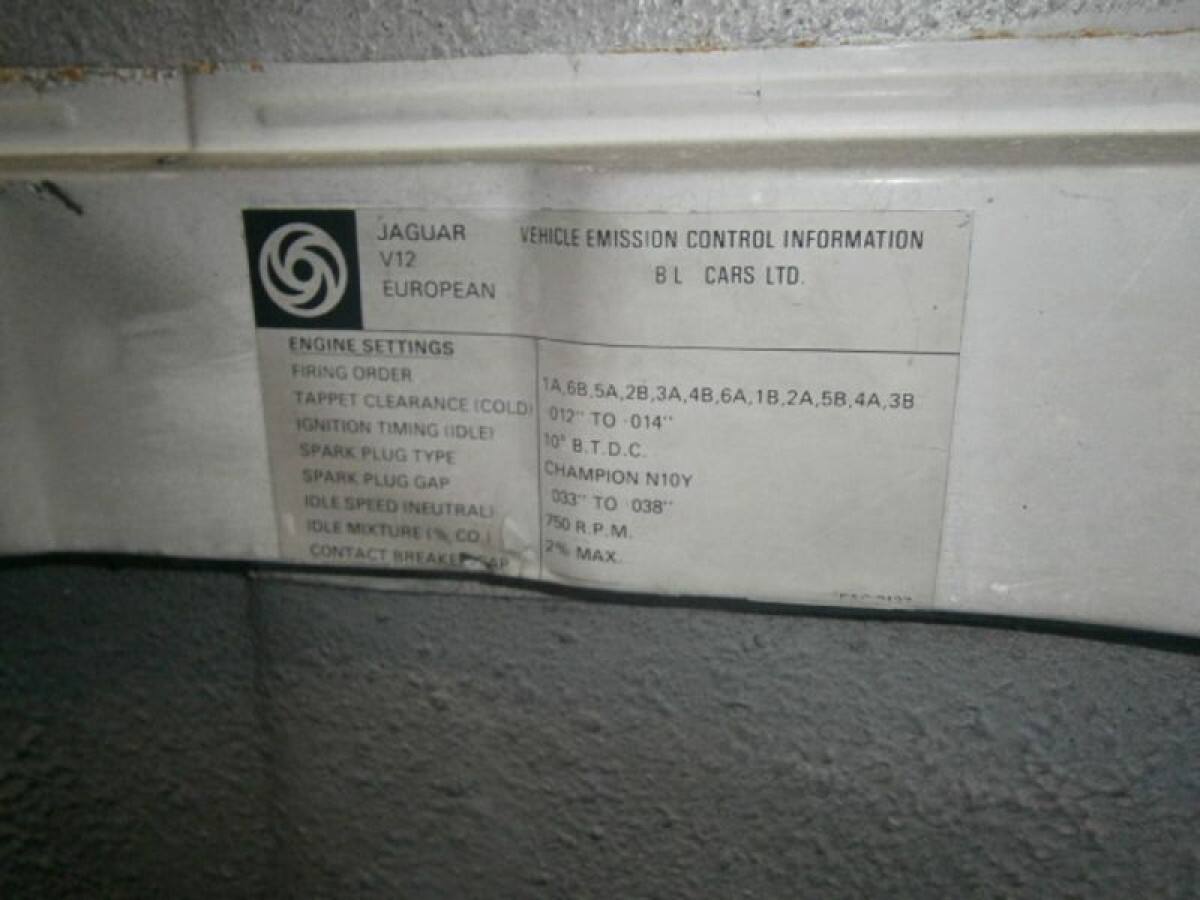 JAGUAR VEHICLE EMISSION CONTROL INFORMATION
V12 B L CARS LTD.
EUROPEAN
ENGINE SETTINGS
FIRING ORDER 1A,6B,5A,2B,3A,4B,6A,1B,2A,5B,4A,3B
TAPPET CLEARANCE (COLD) ·012" TO ·014"
IGNITION TIMING (IDLE) 10° B.T.D.C.
SPARK PLUG TYPE CHAMPION N10Y
SPARK PLUG GAP ·033" TO ·038"
IDLE SPEED (NEUTRAL) 750 R.P.M.
IDLE MIXTURE (% CO.) 2% MAX.
CONTACT BREAKER GAP